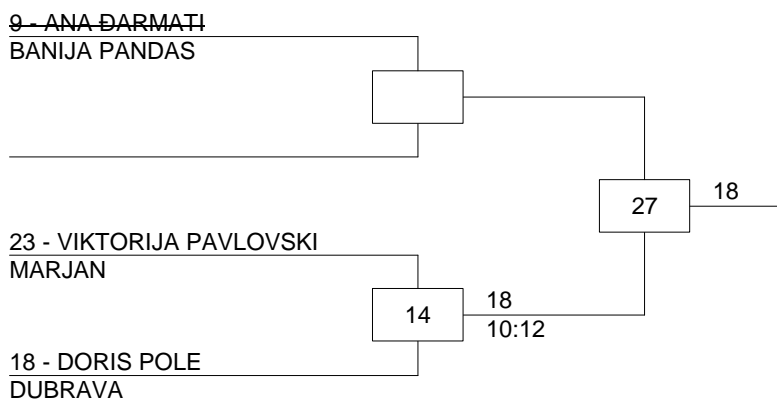 9 - ANA ĐARMATI
BANIJA PANDAS
27
18
23 - VIKTORIJA PAVLOVSKI
MARJAN
14
18
10:12
18 - DORIS POLE
DUBRAVA